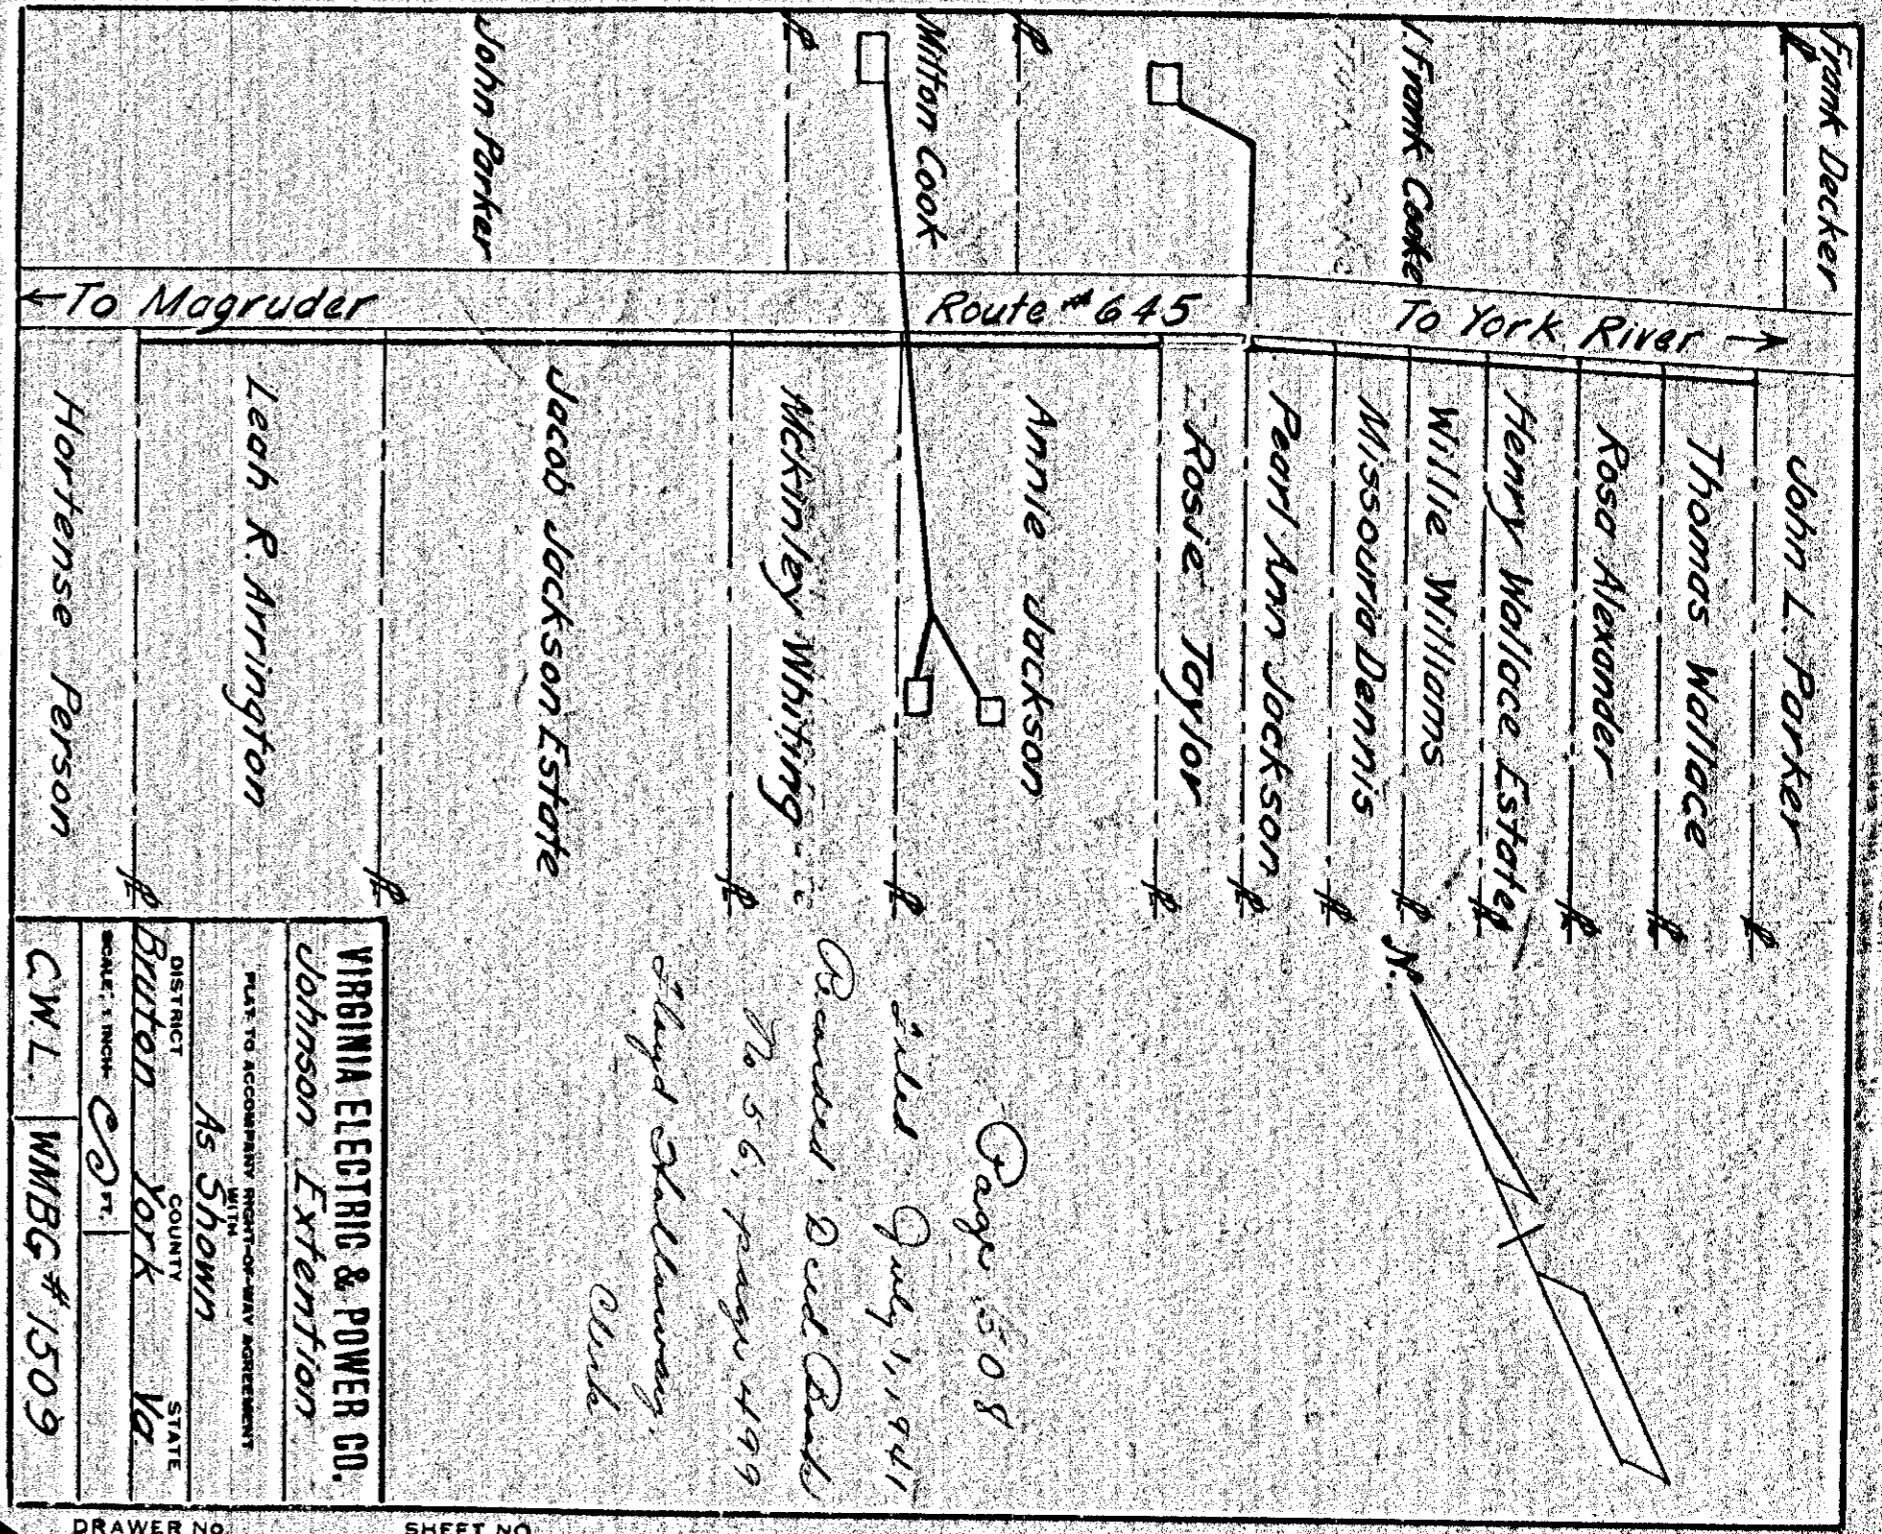 Frank Decker
J. Frank Cooke
Milton Cook
John Parker
←To Magruder
Route #645
To York River →
John L. Parker
Thomas Wallace
Rosa Alexander
Henry Wallace Estate
Willie Williams
Missouria Dennis
Pearl Ann Jackson
Rosie Taylor
Annie Jackson
McKinley Whiting
Jacob Jackson Estate
Leah R. Arrington
Hortense Person
N.
Page 508
Filed July 1, 1941
Recorded Deed Book
No 56, page 499
Floyd Holloway,
Clerk.
VIRGINIA ELECTRIC & POWER CO.
Johnson Extention
PLAT TO ACCOMPANY RIGHT-OF-WAY AGREEMENT
WITH
As Shown
DISTRICT COUNTY STATE
Bruton York Va.
SCALE: 1 INCH FT.
C.W.L. WMBG #1509
DRAWER NO. SHEET NO.